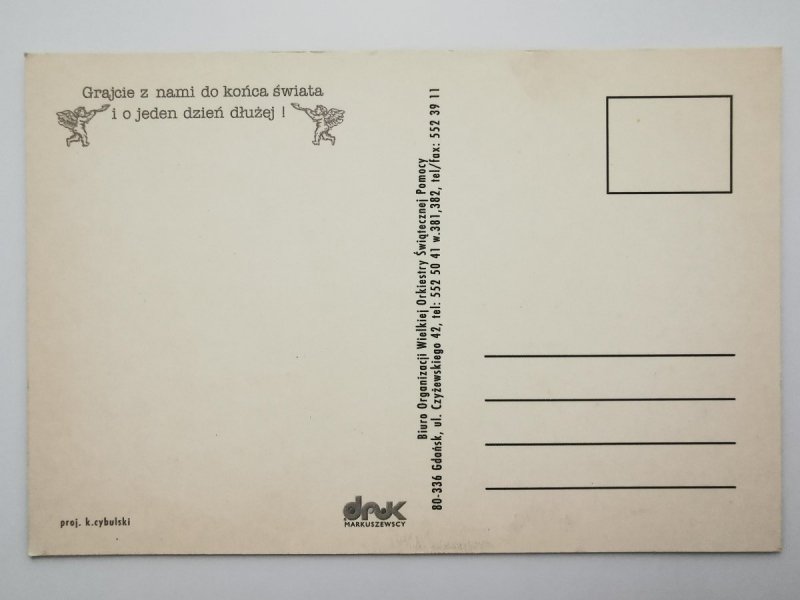 Grajcie z nami do końca świata
i o jeden dzień dłużej !
Biuro Organizacji Wielkiej Orkiestry Świątecznej Pomocy
80-336 Gdańsk, ul. Czyżewskiego 42, tel: 552 50 41 w.381,382, tel/fax: 552 39 11
proj. k.cybulski
druk
MARKUSZEWSCY